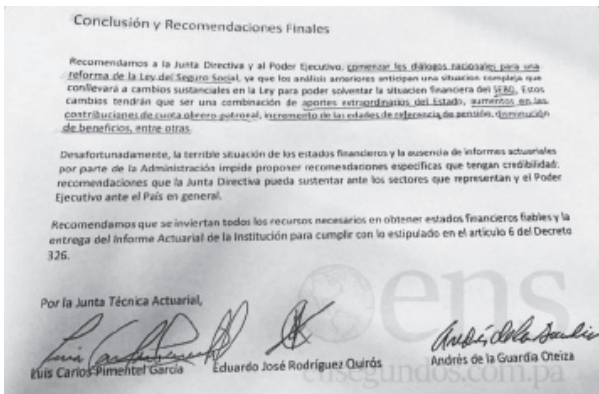 Conclusión y Recomendaciones Finales
Recomendamos a la Junta Directiva y al Poder Ejecutivo, comenzar los diálogos nacionales para una
reforma de la Ley del Seguro Social, ya que los análisis anteriores anticipan una situación compleja que
conllevará a cambios sustanciales en la Ley para poder solventar la situación financiera del SEBD. Estos
cambios tendrán que ser una combinación de aportes extraordinarios del Estado, aumentos en las
contribuciones de cuota obrero patronal, incremento de las edades de referencia de pensión, disminución
de beneficios, entre otras.
Desafortunadamente, la terrible situación de los estados financieros y la ausencia de informes actuariales
por parte de la Administración impide proponer recomendaciones específicas que tengan credibilidad:
recomendaciones que la Junta Directiva pueda sustentar ante los sectores que representan y el Poder
Ejecutivo ante el País en general.
Recomendamos que se inviertan todos los recursos necesarios en obtener estados financieros fiables y la
entrega del Informe Actuarial de la Institución para cumplir con lo estipulado en el artículo 6 del Decreto
326.
ens
Por la Junta Técnica Actuarial,
Luis Carlos Pimentel García
Eduardo José Rodríguez Quirós
Andrés de la Guardia Oteiza
ensegundos.com.pa